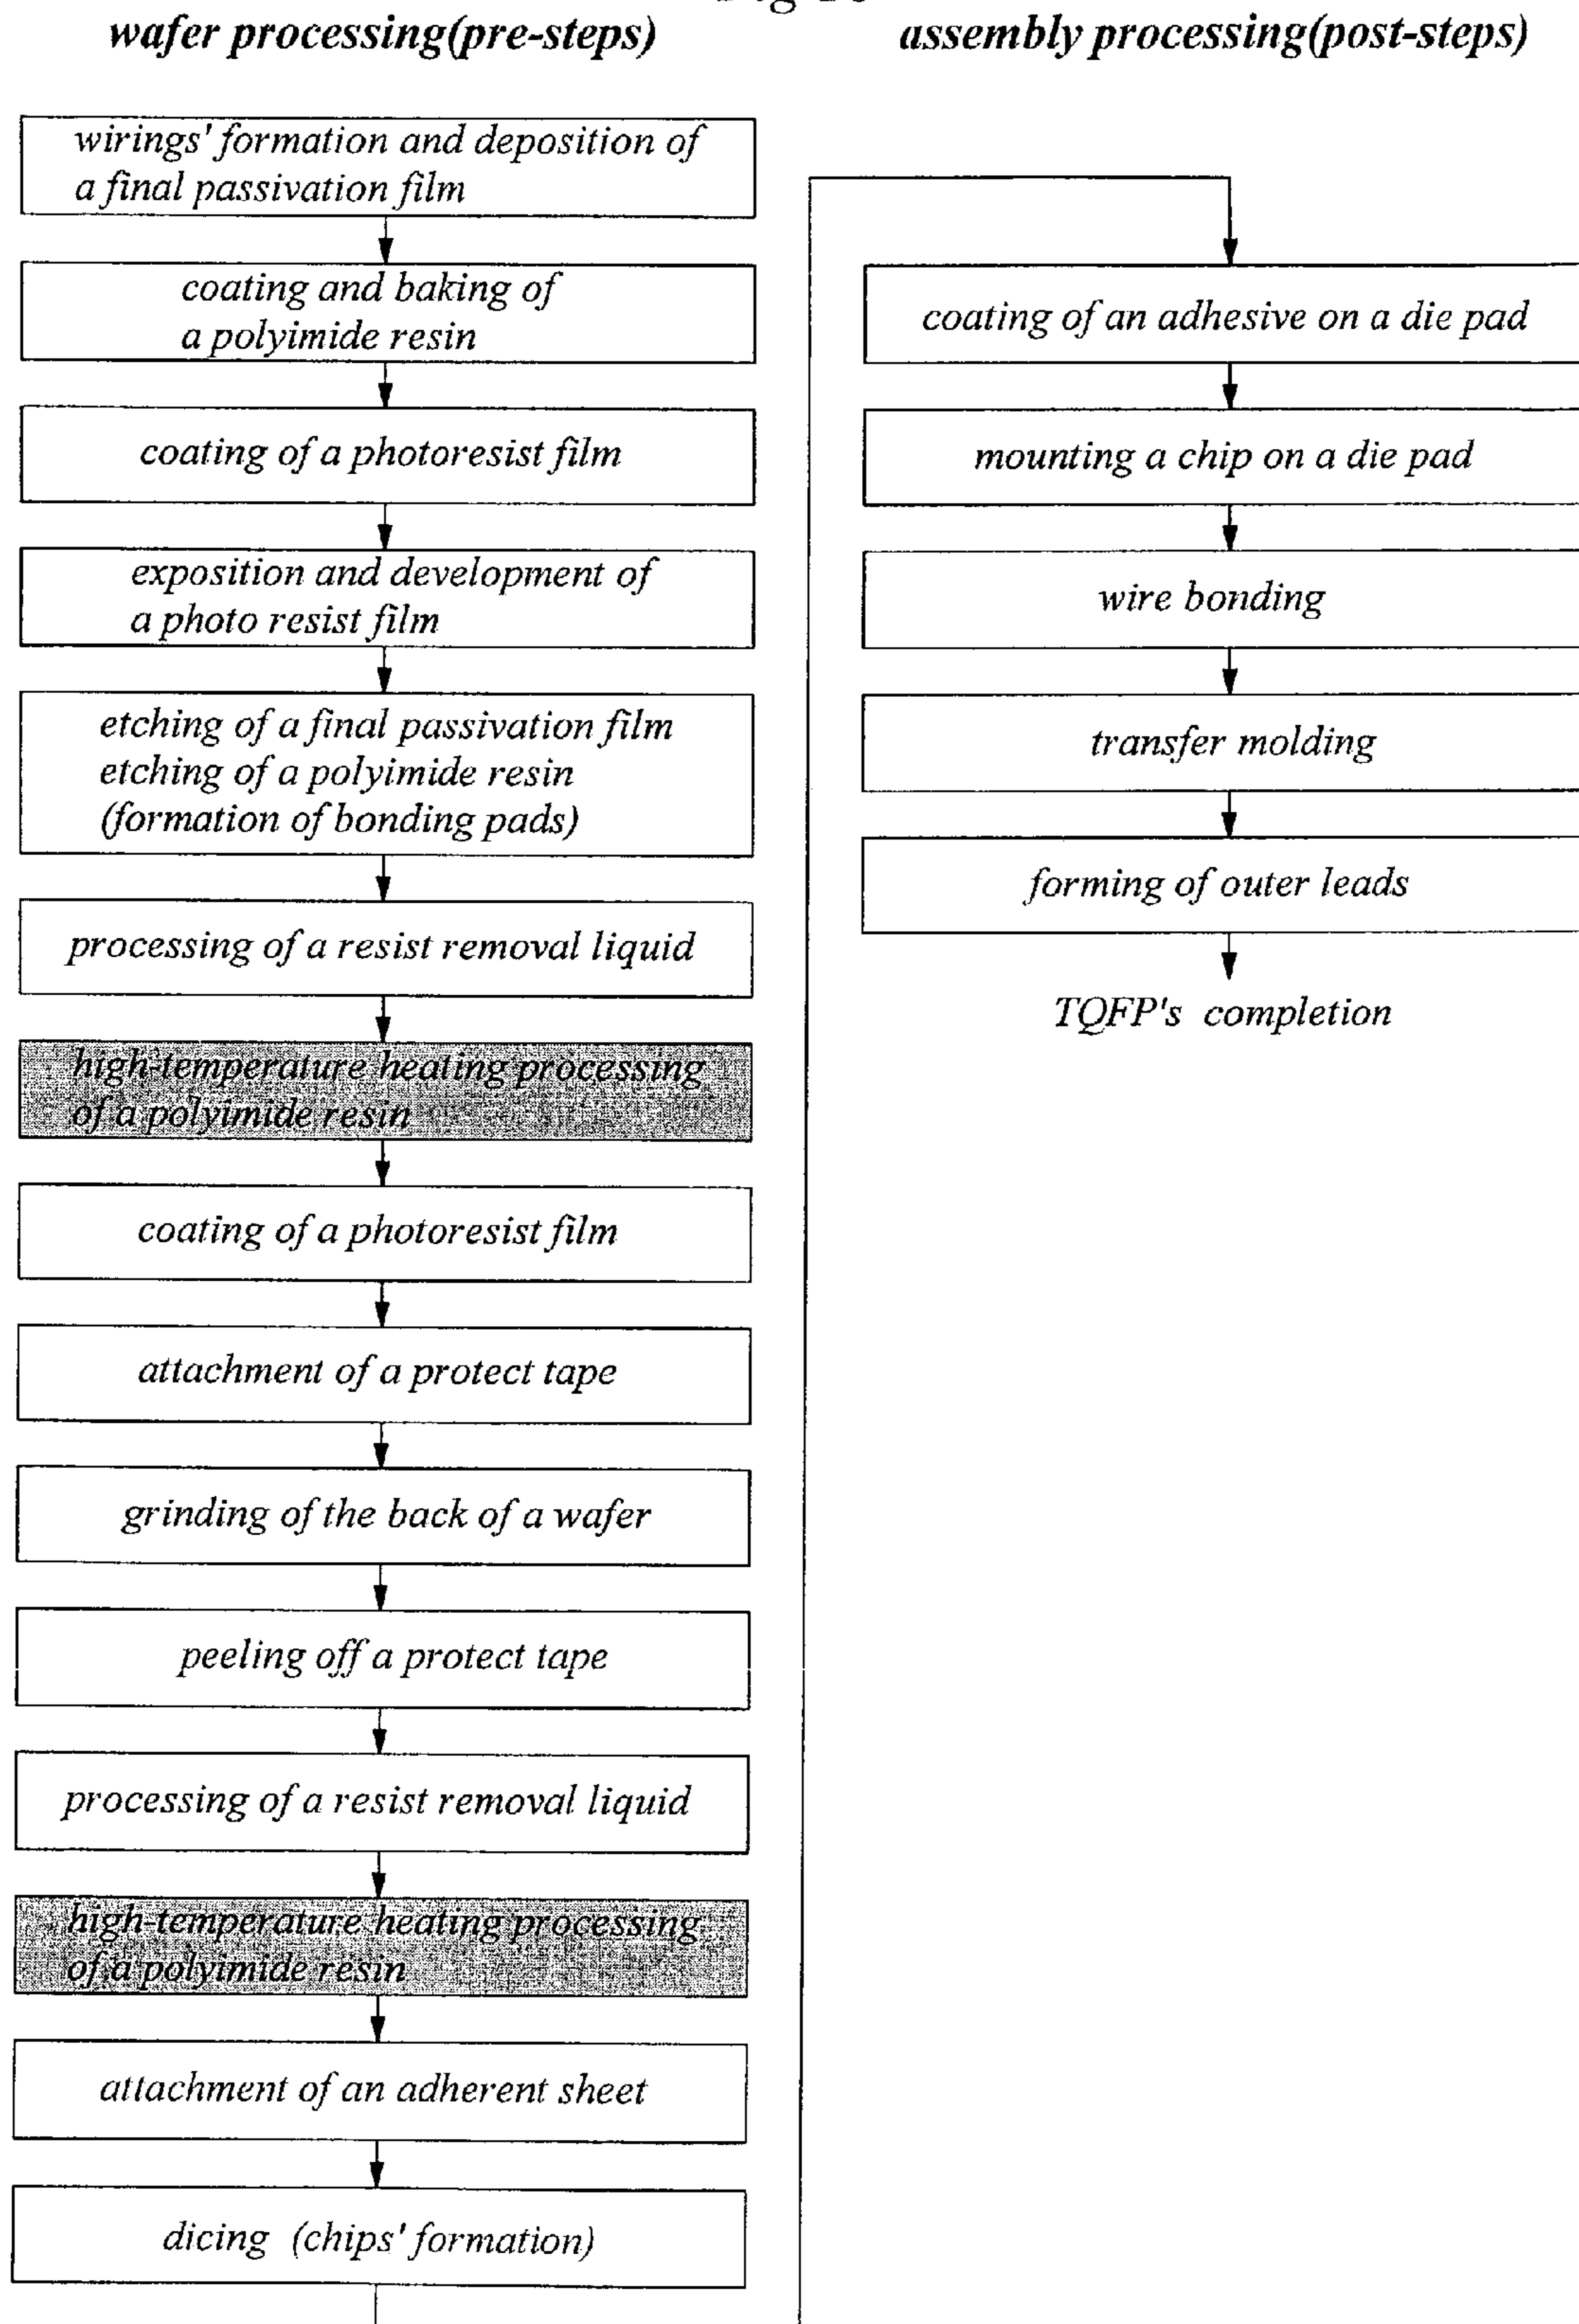 wafer processing(pre-steps)
wirings' formation and deposition of
a final passivation film
coating and baking of
a polyimide resin
coating of a photoresist film
exposition and development of
a photo resist film
etching of a final passivation film
etching of a polyimide resin
(formation of bonding pads)
processing of a resist removal liquid
high-temperature heating processing
of a polyimide resin
coating of a photoresist film
attachment of a protect tape
grinding of the back of a wafer
peeling off a protect tape
processing of a resist removal liquid
high-temperature heating processing
of a polyimide resin
attachment of an adherent sheet
dicing (chips' formation)
assembly processing(post-steps)
coating of an adhesive on a die pad
mounting a chip on a die pad
wire bonding
transfer molding
forming of outer leads
TQFP's completion